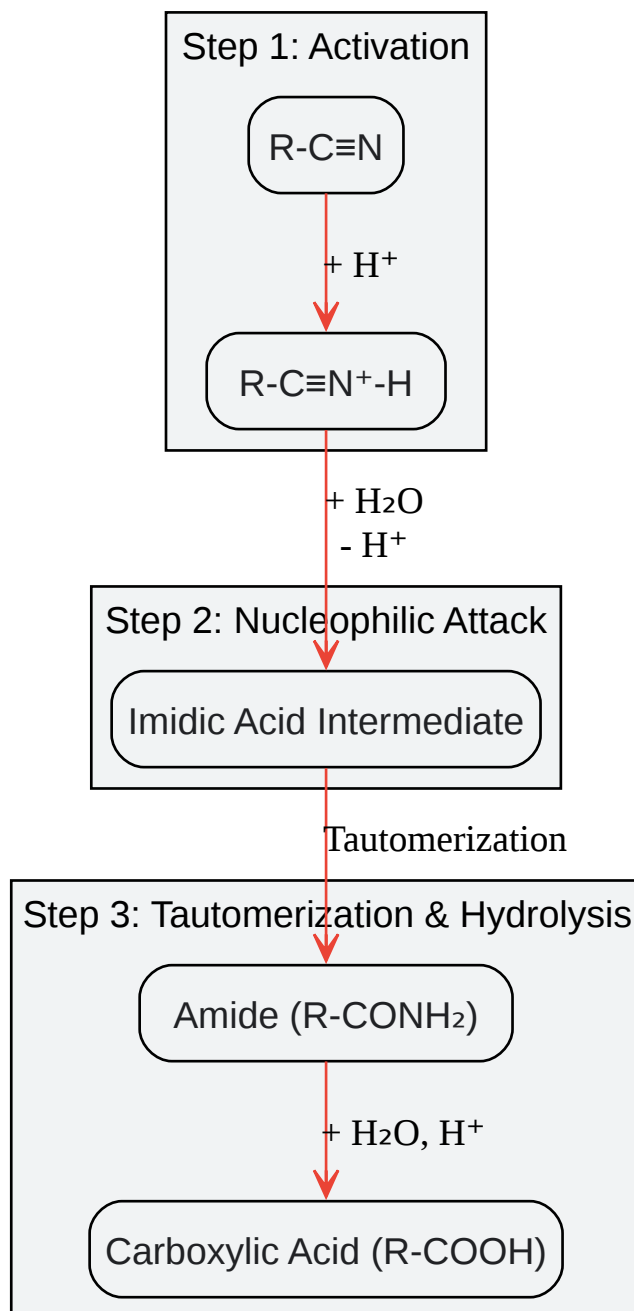 Step 1: Activation
R-C≡N
+ H⁺
R-C≡N⁺-H
+ H₂O
- H⁺
Step 2: Nucleophilic Attack
Imidic Acid Intermediate
Tautomerization
Step 3: Tautomerization & Hydrolysis
Amide (R-CONH₂)
+ H₂O, H⁺
Carboxylic Acid (R-COOH)